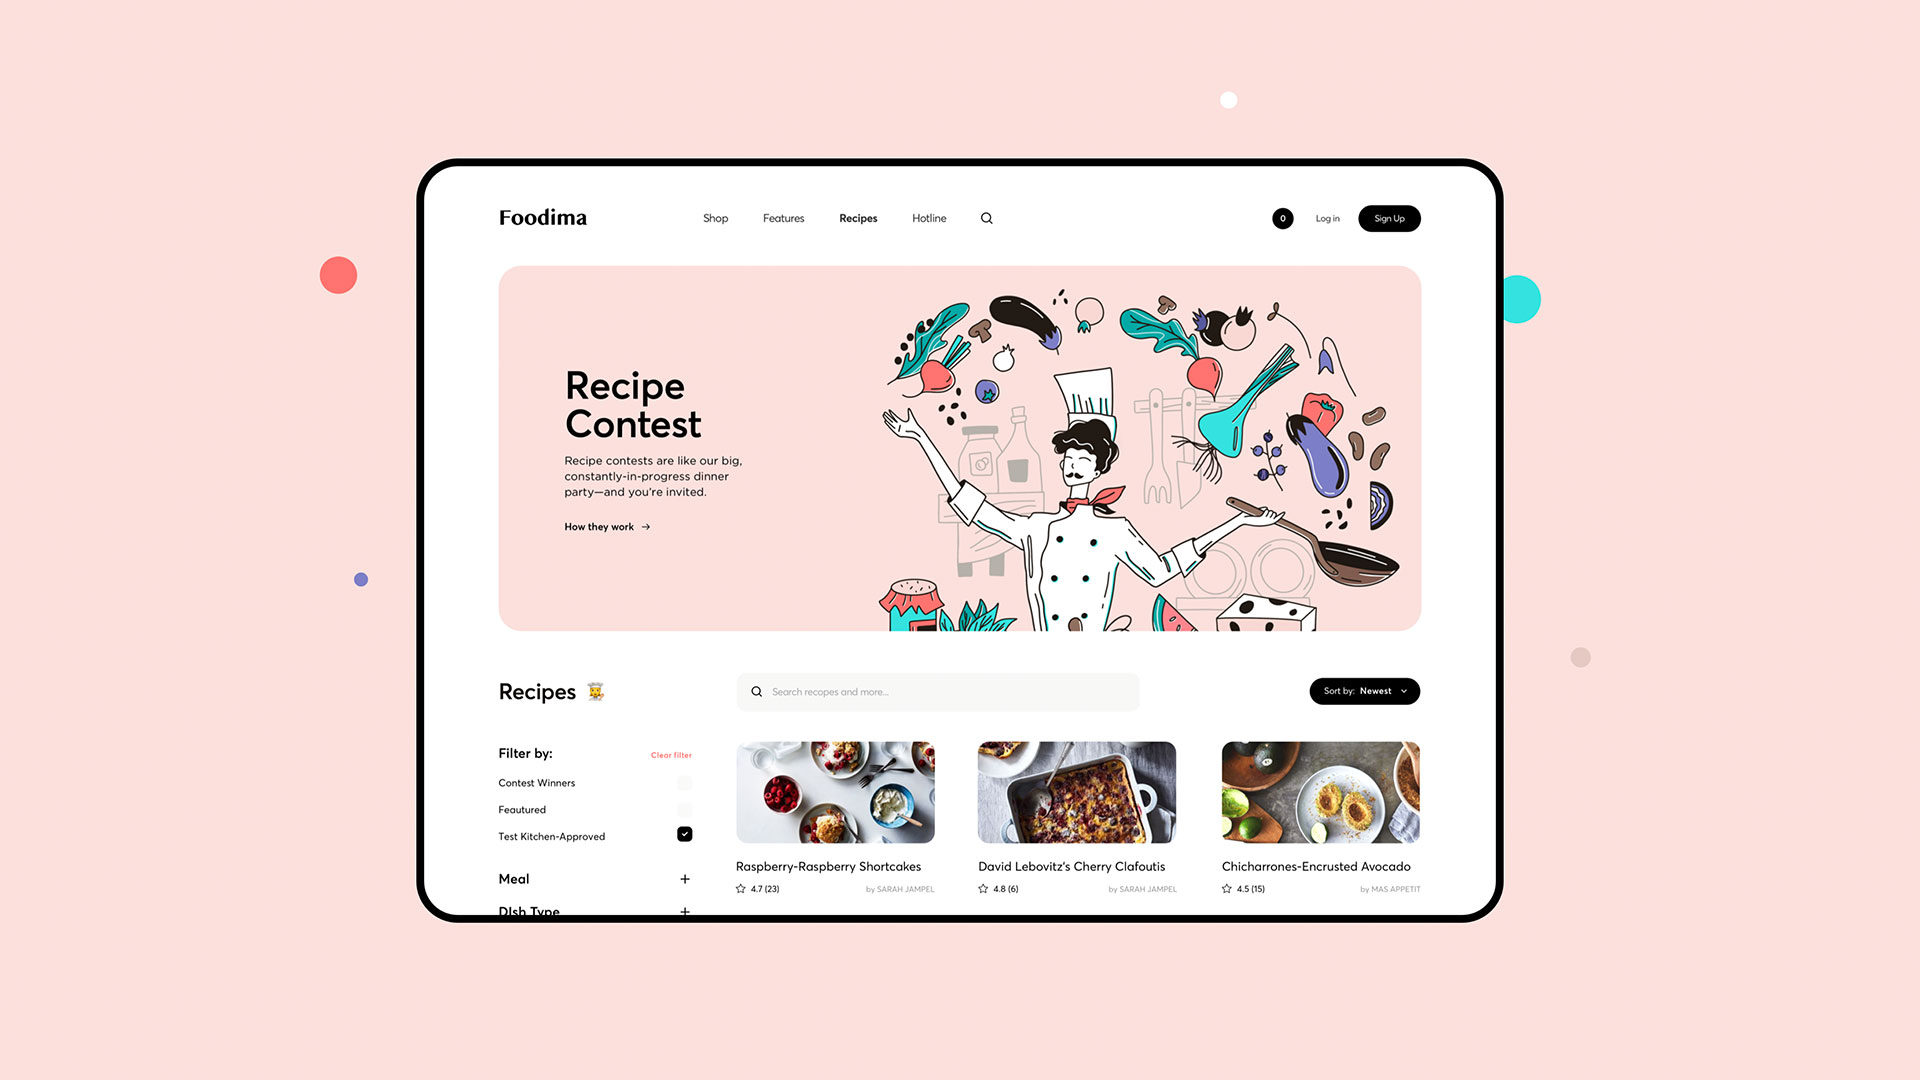 Foodima
Shop
Features
Recipes
Hotline
0
Log in
Sign Up
Recipe
Contest
Recipe contests are like our big,
constantly-in-progress dinner
party—and you're invited.
How they work →
Recipes
Search recopes and more...
Sort by: Newest
Filter by:
Clear filter
Contest Winners
Feautured
Test Kitchen-Approved
Meal +
DIsh Type +
Raspberry-Raspberry Shortcakes
4.7 (23)
by SARAH JAMPEL
David Lebovitz's Cherry Clafoutis
4.8 (6)
by SARAH JAMPEL
Chicharrones-Encrusted Avocado
4.5 (15)
by MAS APPETIT